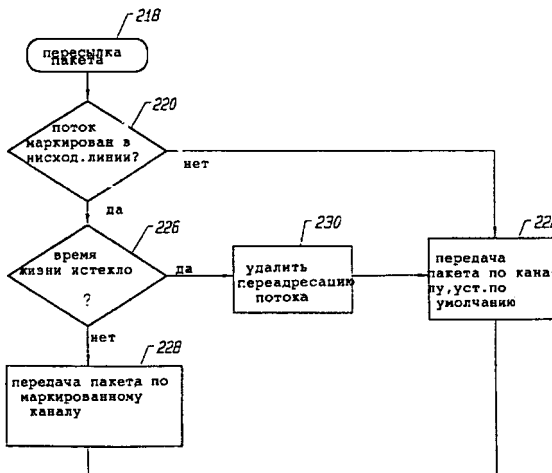 218
пересылка
пакета
220
поток
маркирован в
нисход.линии?
нет
да
226
время
жизни истекло
?
да
нет
230
удалить
переадресацию
потока
передача
пакета по кана-
лу,уст.по
умолчанию
228
передача пакета по
маркированному
каналу